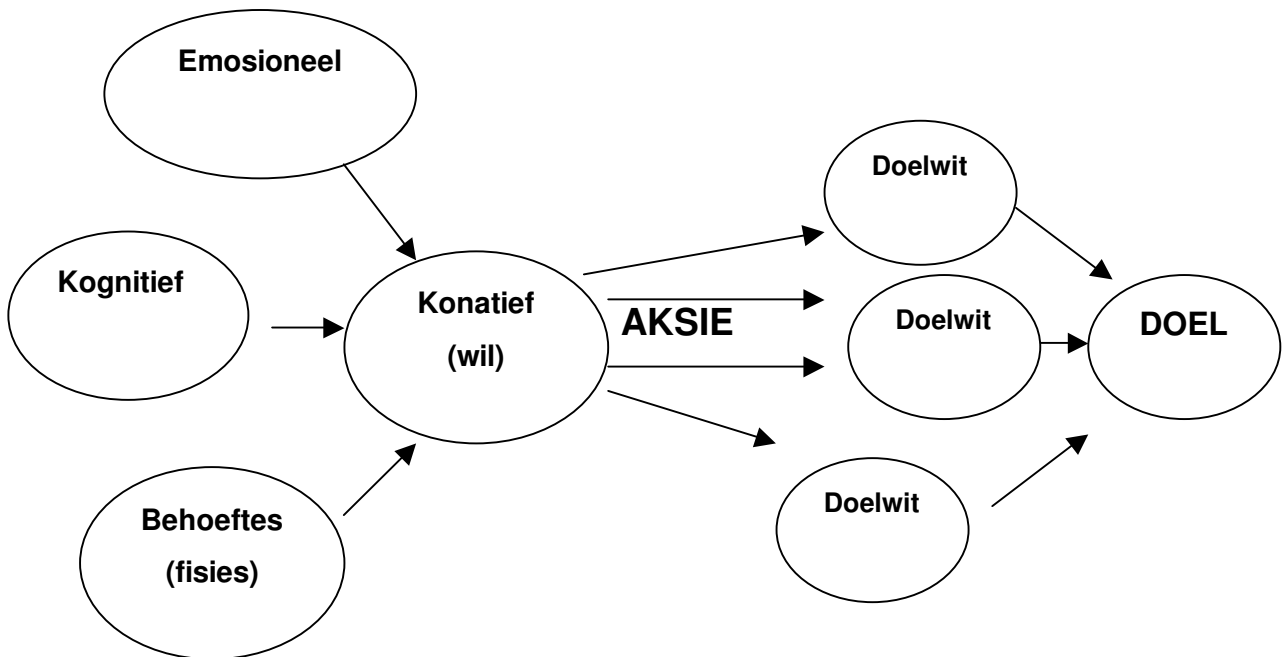 Emosioneel
Kognitief
Behoeftes
(fisies)
Konatief
(wil)
AKSIE
Doelwit
Doelwit
Doelwit
DOEL